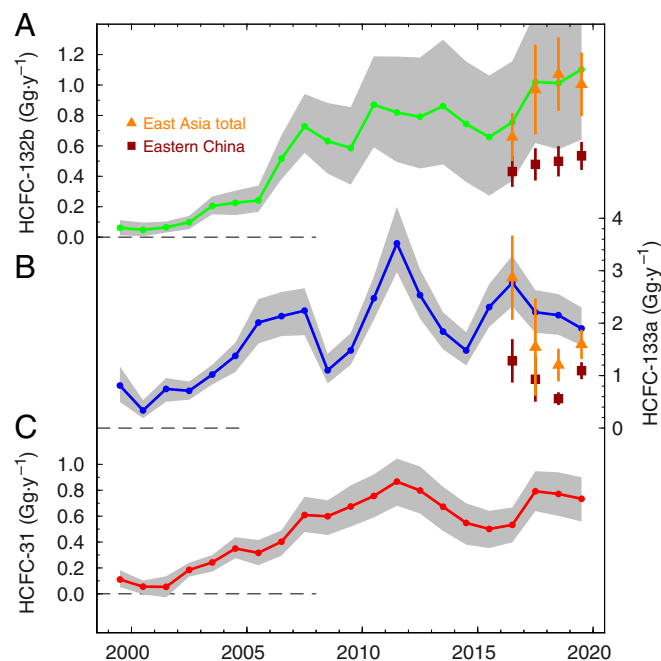 A
HCFC-132b (Gg·y⁻¹)
1.2
1.0
0.8
0.6
0.4
0.2
0.0
East Asia total
Eastern China
B
4
3
2
1
0
HCFC-133a (Gg·y⁻¹)
C
HCFC-31 (Gg·y⁻¹)
1.0
0.8
0.6
0.4
0.2
0.0
2000 2005 2010 2015 2020